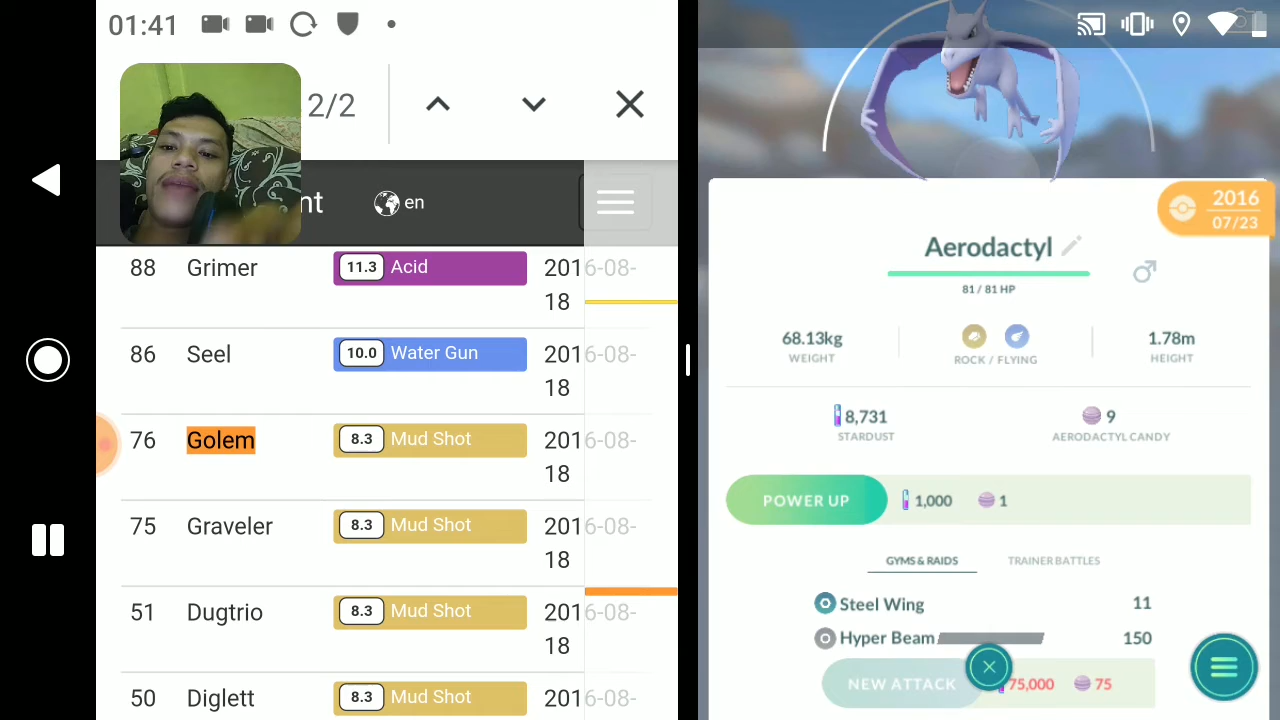 01:41
2/2
nt
en
88 Grimer 11.3 Acid 2016-08-
18
86 Seel 10.0 Water Gun 2016-08-
18
76 Golem 8.3 Mud Shot 2016-08-
18
75 Graveler 8.3 Mud Shot 2016-08-
18
51 Dugtrio 8.3 Mud Shot 2016-08-
18
50 Diglett 8.3 Mud Shot
2016
07/23
Aerodactyl
81 / 81 HP
68.13kg
WEIGHT
ROCK / FLYING
1.78m
HEIGHT
8,731
STARDUST
9
AERODACTYL CANDY
POWER UP 1,000 1
GYMS & RAIDS TRAINER BATTLES
Steel Wing 11
Hyper Beam 150
NEW ATTACK 75,000 75